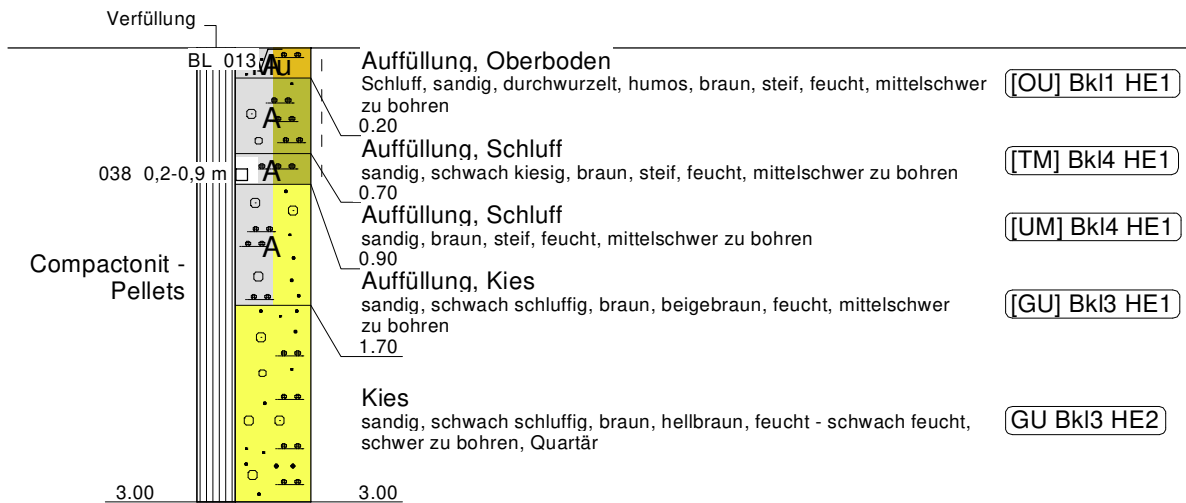 Verfüllung
BL 013
Mu
A
Auffüllung, Oberboden
Schluff, sandig, durchwurzelt, humos, braun, steif, feucht, mittelschwer
zu bohren
0.20
[OU] Bkl1 HE1
A
Auffüllung, Schluff
sandig, schwach kiesig, braun, steif, feucht, mittelschwer zu bohren
0.70
[TM] Bkl4 HE1
038 0,2-0,9 m
A
Auffüllung, Schluff
sandig, braun, steif, feucht, mittelschwer zu bohren
0.90
[UM] Bkl4 HE1
A
Compactonit -
Pellets
Auffüllung, Kies
sandig, schwach schluffig, braun, beigebraun, feucht, mittelschwer
zu bohren
1.70
[GU] Bkl3 HE1
Kies
sandig, schwach schluffig, braun, hellbraun, feucht - schwach feucht,
schwer zu bohren, Quartär
GU Bkl3 HE2
3.00
3.00